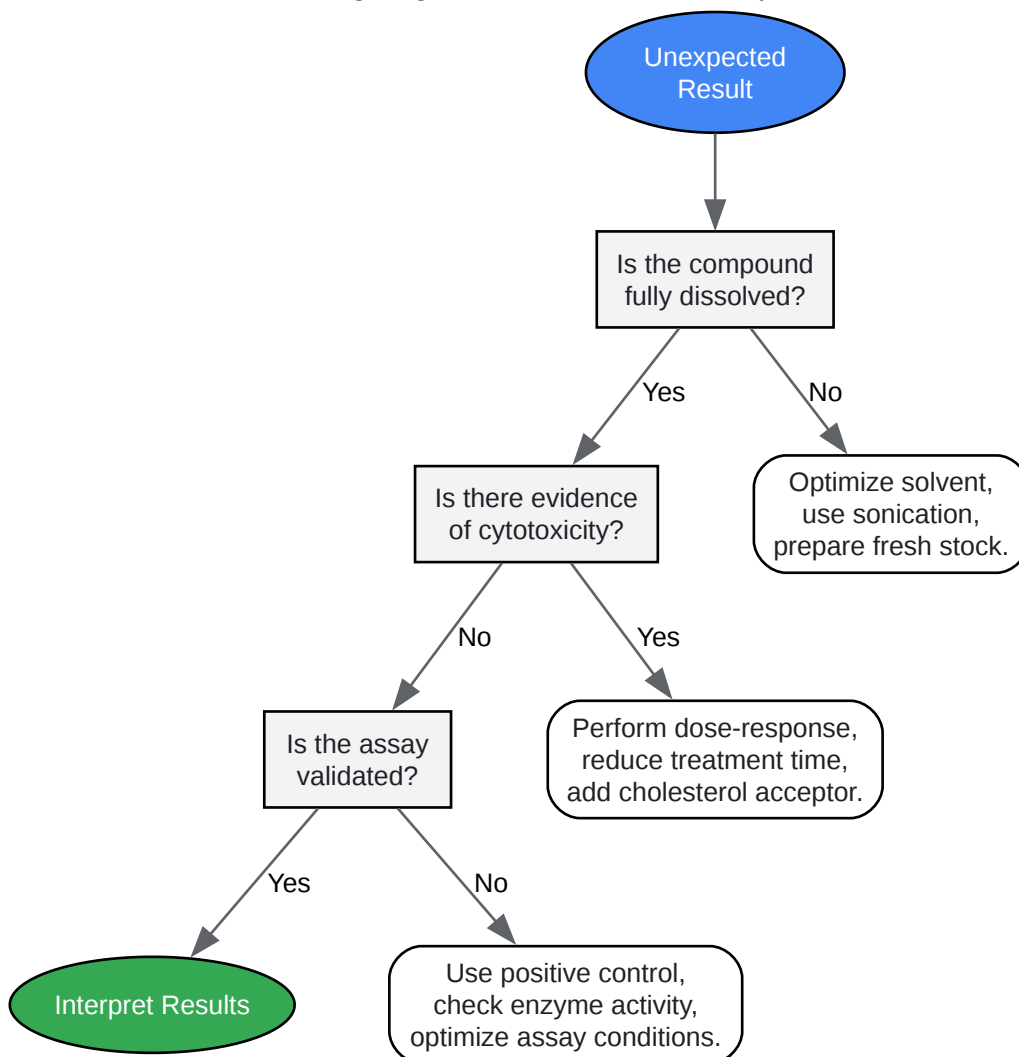 Unexpected
Result
Is the compound
fully dissolved?
Yes
No
Is there evidence
of cytotoxicity?
Optimize solvent,
use sonication,
prepare fresh stock.
No
Yes
Is the assay
validated?
Perform dose-response,
reduce treatment time,
add cholesterol acceptor.
Yes
No
Interpret Results
Use positive control,
check enzyme activity,
optimize assay conditions.